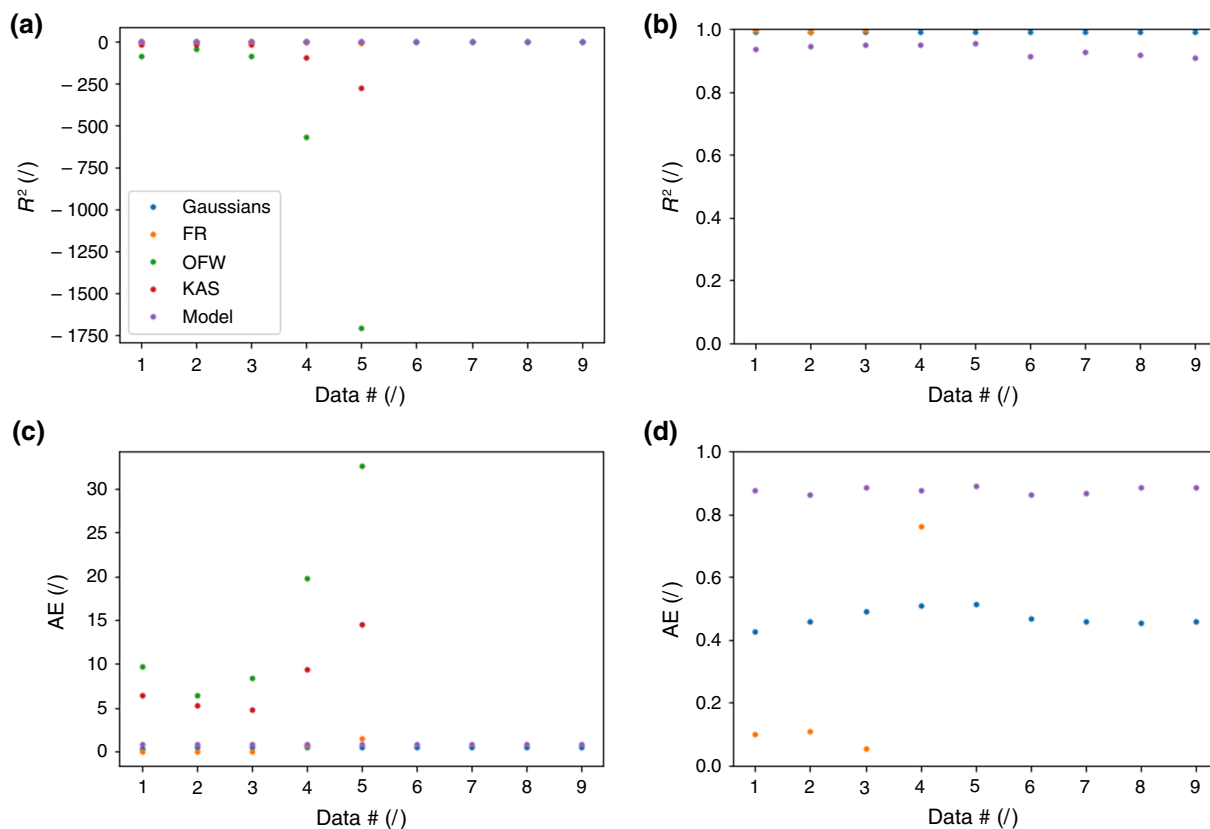 (a)
0
– 250
– 500
– 750
– 1000
– 1250
– 1500
– 1750
R² (/)
Gaussians
FR
OFW
KAS
Model
1 2 3 4 5 6 7 8 9
Data # (/)
(b)
1.0
0.8
0.6
0.4
0.2
0.0
R² (/)
1 2 3 4 5 6 7 8 9
Data # (/)
(c)
30
25
20
15
10
5
0
AE (/)
1 2 3 4 5 6 7 8 9
Data # (/)
(d)
1.0
0.8
0.6
0.4
0.2
0.0
AE (/)
1 2 3 4 5 6 7 8 9
Data # (/)